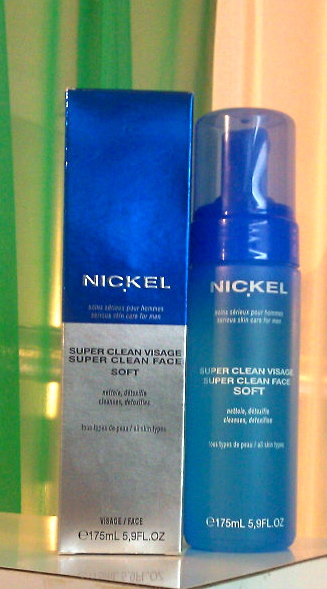 NICKEL
soins sérieux pour hommes
serious skin care for men
SUPER CLEAN VISAGE
SUPER CLEAN FACE
SOFT
nettoie, détoxifie
cleanses, detoxifies
tous types de peau / all skin types
VISAGE / FACE
℮175mL 5,9FL.OZ
NICKEL
soins sérieux pour hommes
serious skin care for men
SUPER CLEAN VISAGE
SUPER CLEAN FACE
SOFT
nettoie, détoxifie
cleanses, detoxifies
tous types de peau / all skin types
℮175mL 5,9FL.OZ